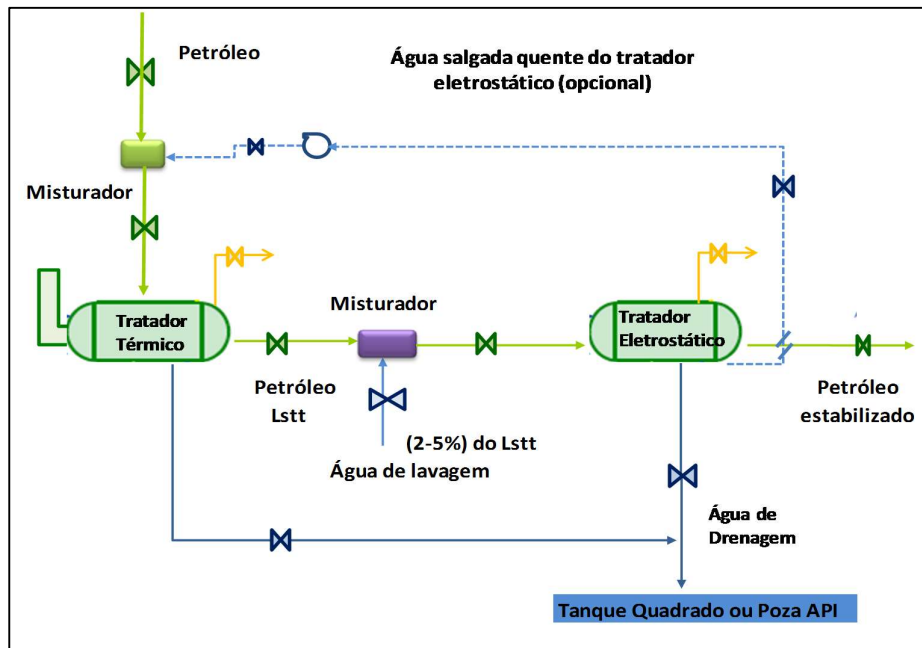 Petróleo
Água salgada quente do tratador
eletrostático (opcional)
Misturador
Tratador
Térmico
Misturador
Tratador
Eletrostático
Petróleo
Lstt
(2-5%) do Lstt
Água de lavagem
Petróleo
estabilizado
Água de
Drenagem
Tanque Quadrado ou Poza API